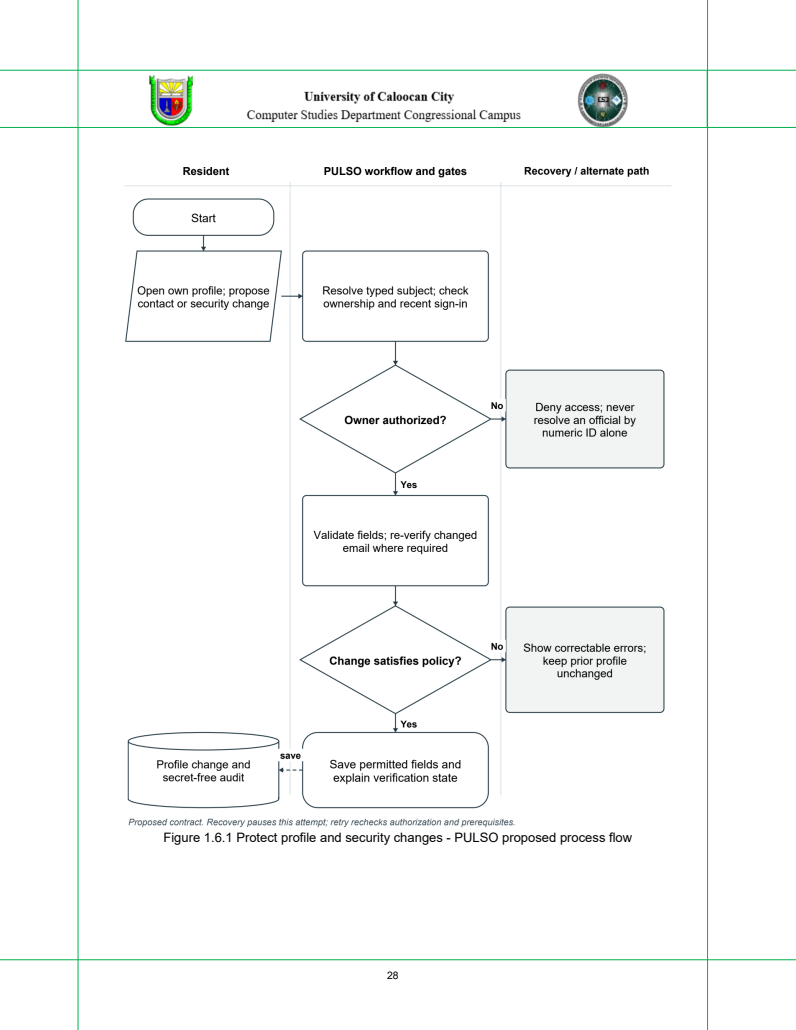 University of Caloocan City
Computer Studies Department Congressional Campus
Resident
PULSO workflow and gates
Recovery / alternate path
Start
Open own profile; propose
contact or security change
Resolve typed subject; check
ownership and recent sign-in
Owner authorized?
No
Deny access; never
resolve an official by
numeric ID alone
Yes
Validate fields; re-verify changed
email where required
Change satisfies policy?
No
Show correctable errors;
keep prior profile
unchanged
Yes
Profile change and
secret-free audit
save
Save permitted fields and
explain verification state
Proposed contract. Recovery pauses this attempt; retry rechecks authorization and prerequisites.
Figure 1.6.1 Protect profile and security changes - PULSO proposed process flow
28